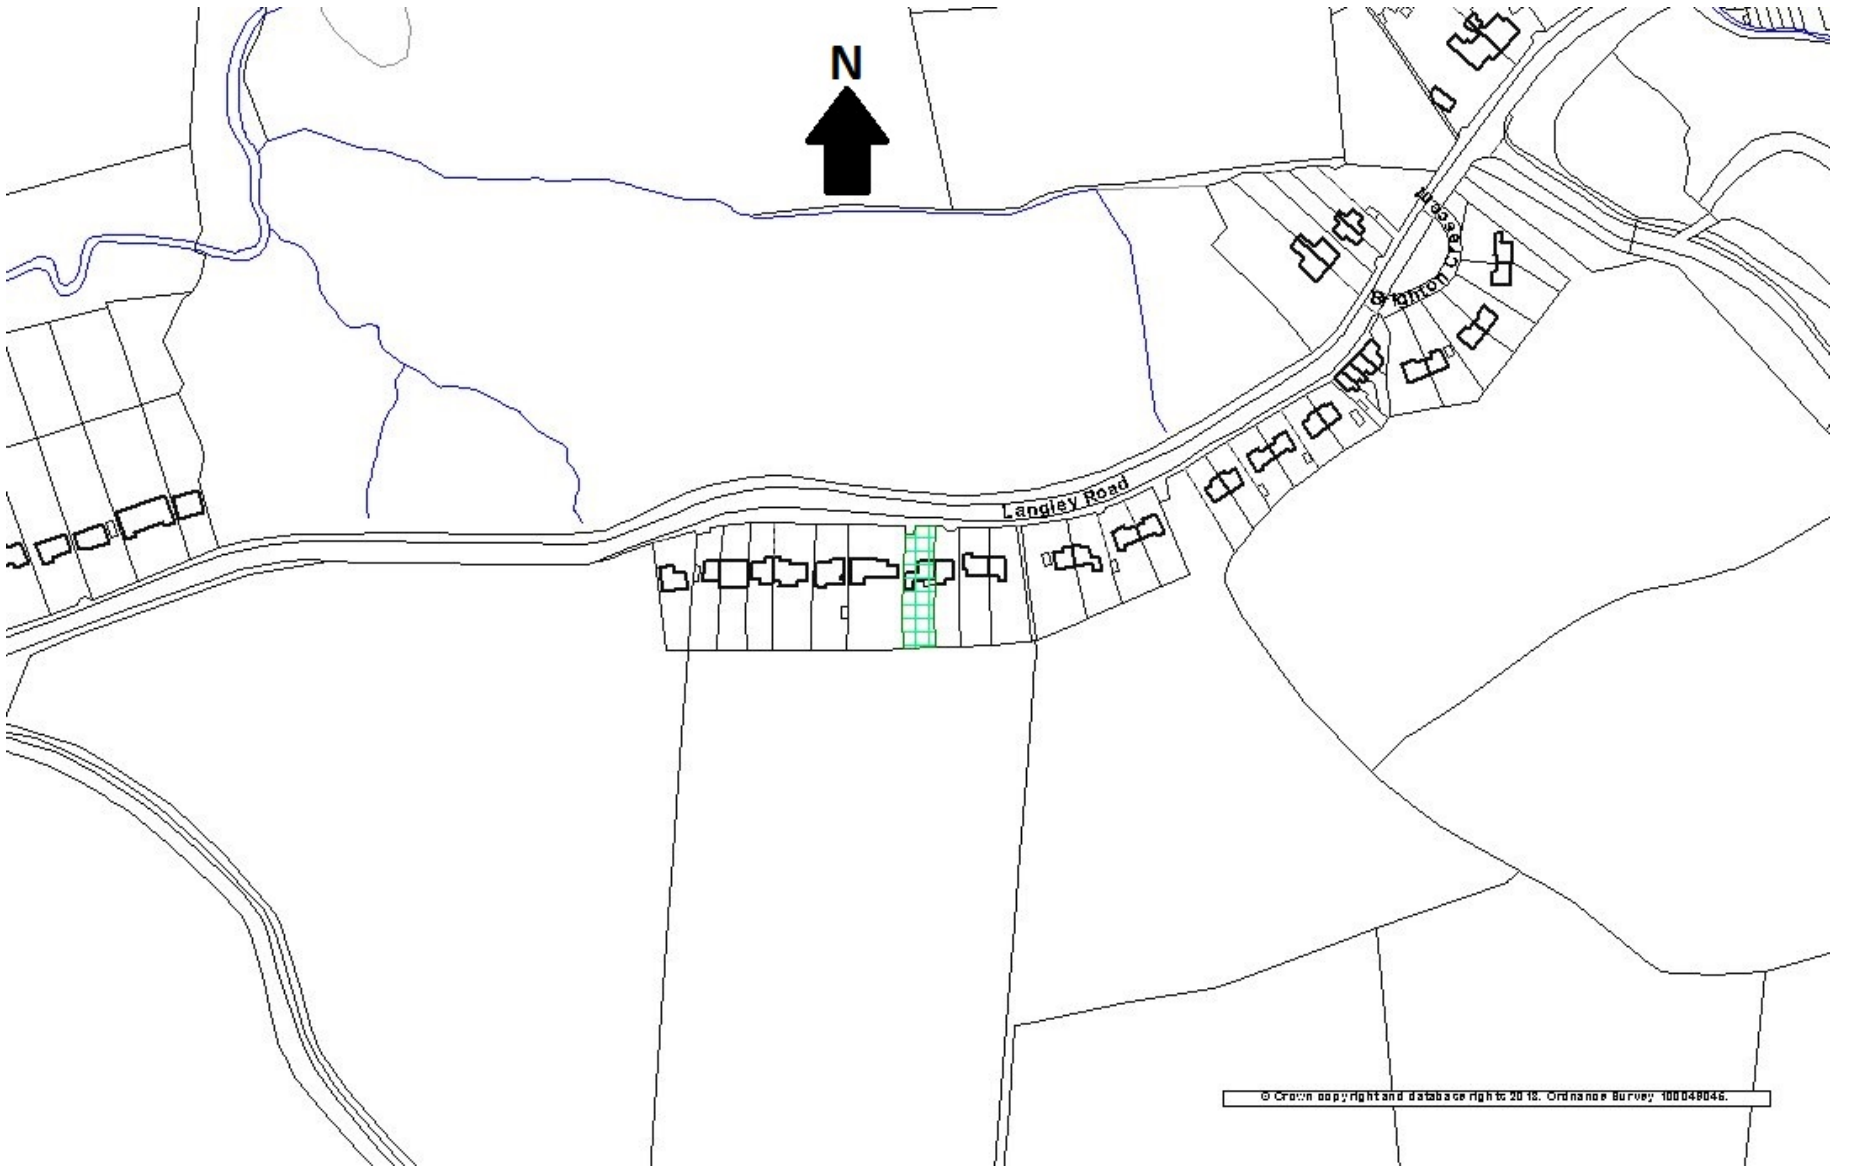 N
Brighton Crescent
Langley Road
© Crown copyright and database rights 2018. Ordnance Survey 100049046.